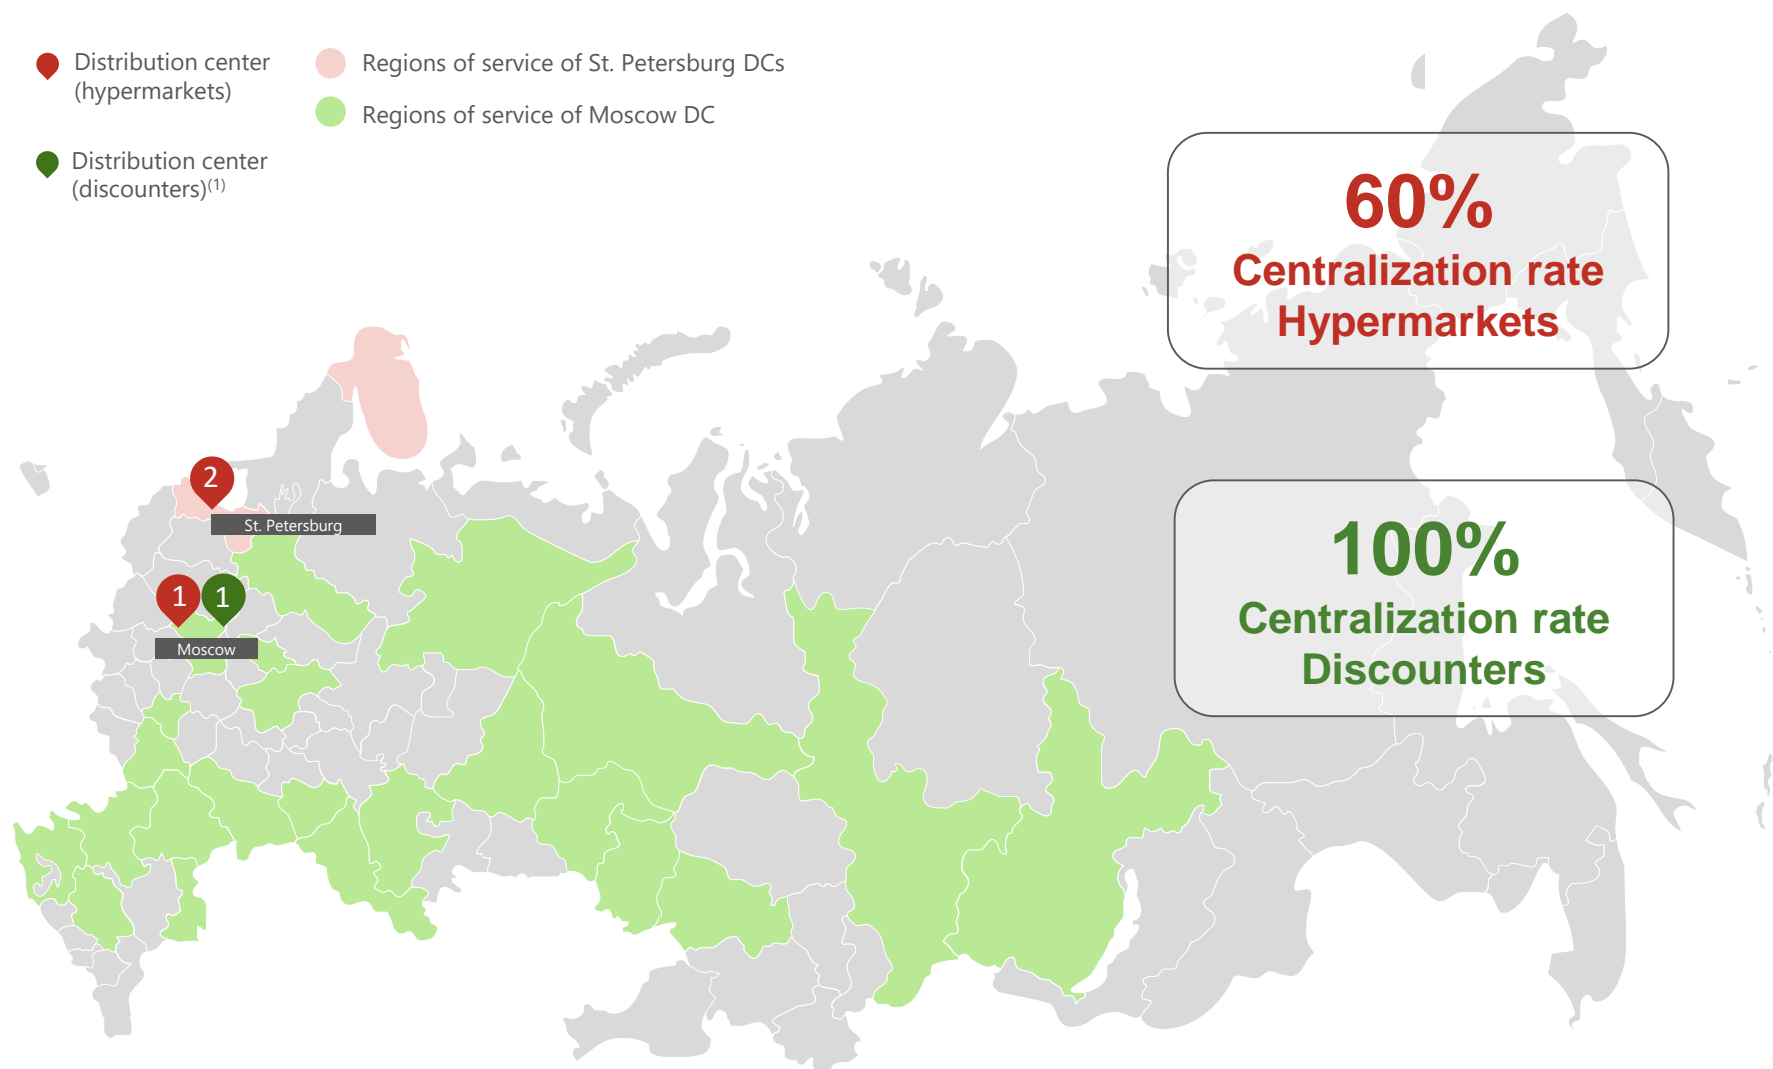 Distribution center
(hypermarkets)
Regions of service of St. Petersburg DCs
Regions of service of Moscow DC
Distribution center
(discounters)(1)
60%
Centralization rate
Hypermarkets
2
St. Petersburg
100%
Centralization rate
Discounters
1
1
Moscow